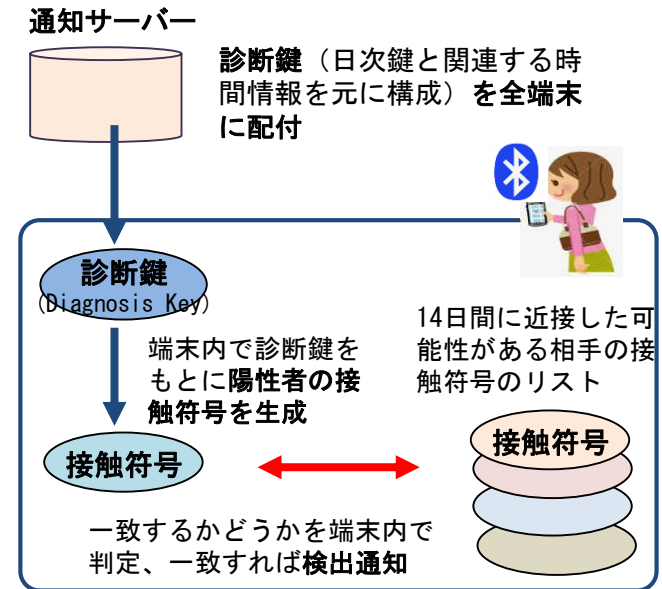 通知サーバー
診断鍵（日次鍵と関連する時
間情報を元に構成）を全端末
に配付
診断鍵
(Diagnosis Key)
端末内で診断鍵を
もとに陽性者の接
触符号を生成
接触符号
14日間に近接した可
能性がある相手の接
触符号のリスト
接触符号
一致するかどうかを端末内で
判定、一致すれば検出通知